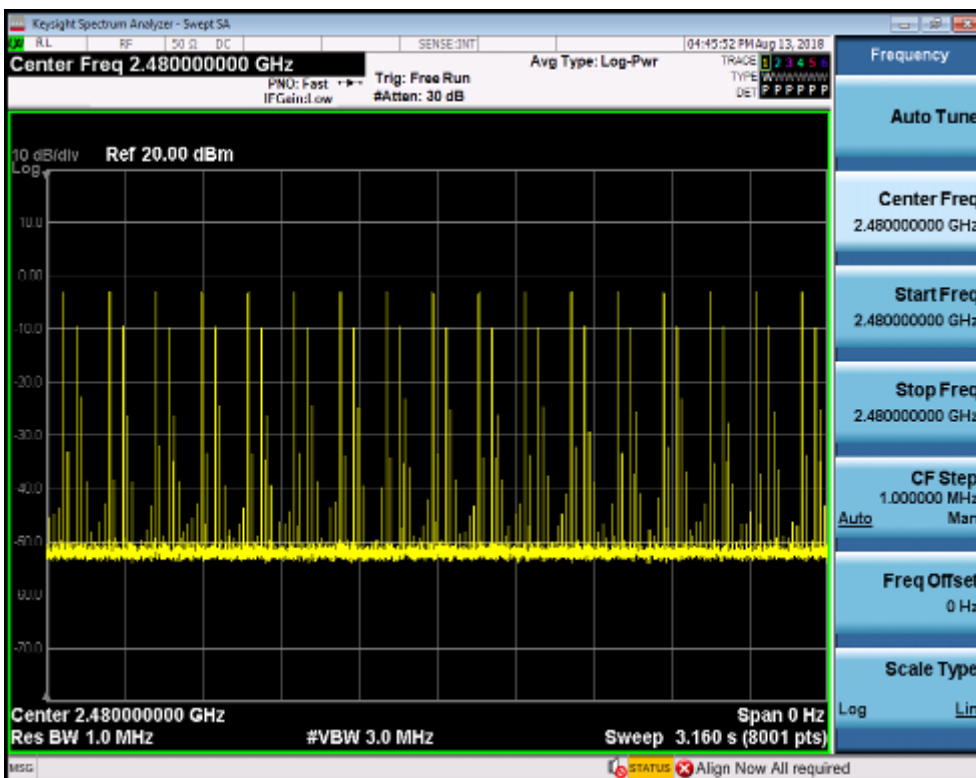 Keysight Spectrum Analyzer - Swept SA
RL RF 50 Ω DC SENSE:INT 04:45:52 PM Aug 13, 2018
Center Freq 2.480000000 GHz Avg Type: Log-Pwr TRACE 1 2 3 4 5 6
PNO: Fast Trig: Free Run TYPE WWWWWW
IFGain:Low #Atten: 30 dB DET P P P P P P
10 dB/div Ref 20.00 dBm
Log
10.0
0.00
-10.0
-20.0
-30.0
-40.0
-50.0
-60.0
-70.0
Center 2.480000000 GHz Span 0 Hz
Res BW 1.0 MHz #VBW 3.0 MHz Sweep 3.160 s (8001 pts)
MSG STATUS Align Now All required
Frequency
Auto Tune
Center Freq
2.480000000 GHz
Start Freq
2.480000000 GHz
Stop Freq
2.480000000 GHz
CF Step
1.000000 MHz
Auto Man
Freq Offset
0 Hz
Scale Type
Log Lin